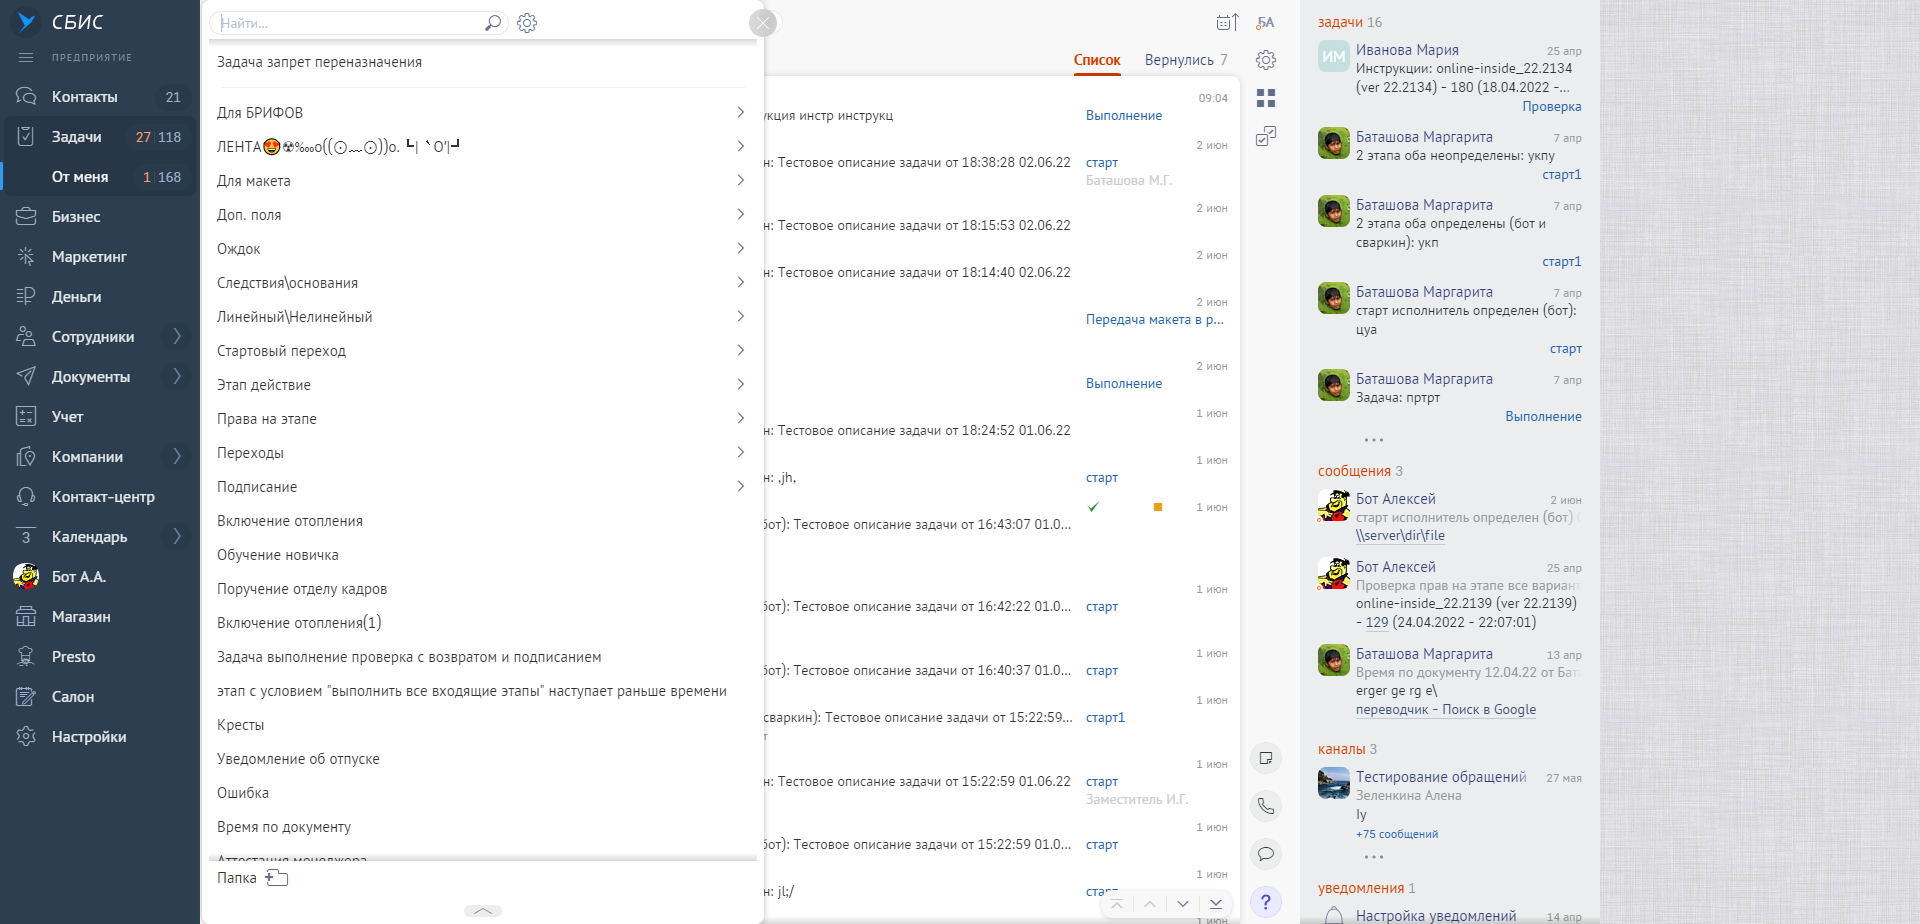 СБИС
ПРЕДПРИЯТИЕ
Контакты 21
Задачи 27 118
От меня 1 168
Бизнес
Маркетинг
Деньги
Сотрудники
Документы
Учет
Компании
Контакт-центр
3 Календарь
Бот А.А.
Магазин
Presto
Салон
Настройки
Найти...
Задача запрет переназначения
Для БРИФОВ
Для макета
Доп. поля
Ождок
Следствия\основания
Линейный\Нелинейный
Стартовый переход
Этап действие
Права на этапе
Переходы
Подписание
Включение отопления
Обучение новичка
Поручение отделу кадров
Включение отопления(1)
Задача выполнение проверка с возвратом и подписанием
этап с условием "выполнить все входящие этапы" наступает раньше времени
Кресты
Уведомление об отпуске
Ошибка
Время по документу
Аттестация менеджера
Папка
БА
Список Вернулись 7
09:04
укция инстр инструкц Выполнение
2 июн
н: Тестовое описание задачи от 18:38:28 02.06.22 старт
Баташова М.Г.
2 июн
н: Тестовое описание задачи от 18:15:53 02.06.22
2 июн
н: Тестовое описание задачи от 18:14:40 02.06.22
2 июн
Передача макета в р...
2 июн
Выполнение
1 июн
н: Тестовое описание задачи от 18:24:52 01.06.22
1 июн
н: ,jh, старт
1 июн
бот): Тестовое описание задачи от 16:43:07 01.0...
1 июн
бот): Тестовое описание задачи от 16:42:22 01.0... старт
1 июн
бот): Тестовое описание задачи от 16:40:37 01.0... старт
1 июн
сваркин): Тестовое описание задачи от 15:22:59... старт1
т
1 июн
н: Тестовое описание задачи от 15:22:59 01.06.22 старт
Заместитель И.Г.
1 июн
бот): Тестовое описание задачи от 15:22:59 01.0... старт
1 июн
н: jl;/ старт
1 июн
?
задачи 16
ИМ Иванова Мария 25 апр
Инструкции: online-inside_22.2134
(ver 22.2134) - 180 (18.04.2022 -...
Проверка
Баташова Маргарита 7 апр
2 этапа оба неопределены: укпу
старт1
Баташова Маргарита 7 апр
2 этапа оба определены (бот и
сваркин): укп
старт1
Баташова Маргарита 7 апр
старт исполнитель определен (бот):
цуа
старт
Баташова Маргарита 7 апр
Задача: пртрт
Выполнение
сообщения 3
Бот Алексей 2 июн
старт исполнитель определен (бот)
\\server\dir\file
Бот Алексей 25 апр
Проверка прав на этапе все вариант
online-inside_22.2139 (ver 22.2139)
- 129 (24.04.2022 - 22:07:01)
Баташова Маргарита 13 апр
Время по документу 12.04.22 от Бат
erger ge rg e\
переводчик - Поиск в Google
каналы 3
Тестирование обращений 27 мая
Зеленкина Алена
Iy
+75 сообщений
уведомления 1
Настройка уведомлений 14 апр